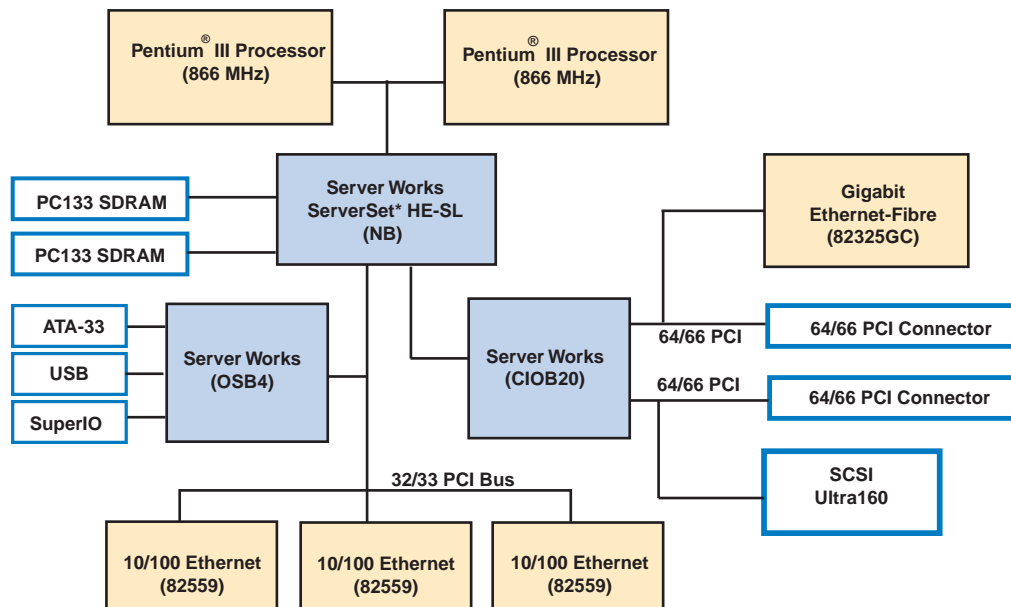 Pentium® III Processor
(866 MHz)
Pentium® III Processor
(866 MHz)
PC133 SDRAM
PC133 SDRAM
Server Works
ServerSet* HE-SL
(NB)
Gigabit
Ethernet-Fibre
(82325GC)
ATA-33
USB
SuperIO
Server Works
(OSB4)
Server Works
(CIOB20)
64/66 PCI
64/66 PCI Connector
64/66 PCI
64/66 PCI Connector
SCSI
Ultra160
32/33 PCI Bus
10/100 Ethernet
(82559)
10/100 Ethernet
(82559)
10/100 Ethernet
(82559)